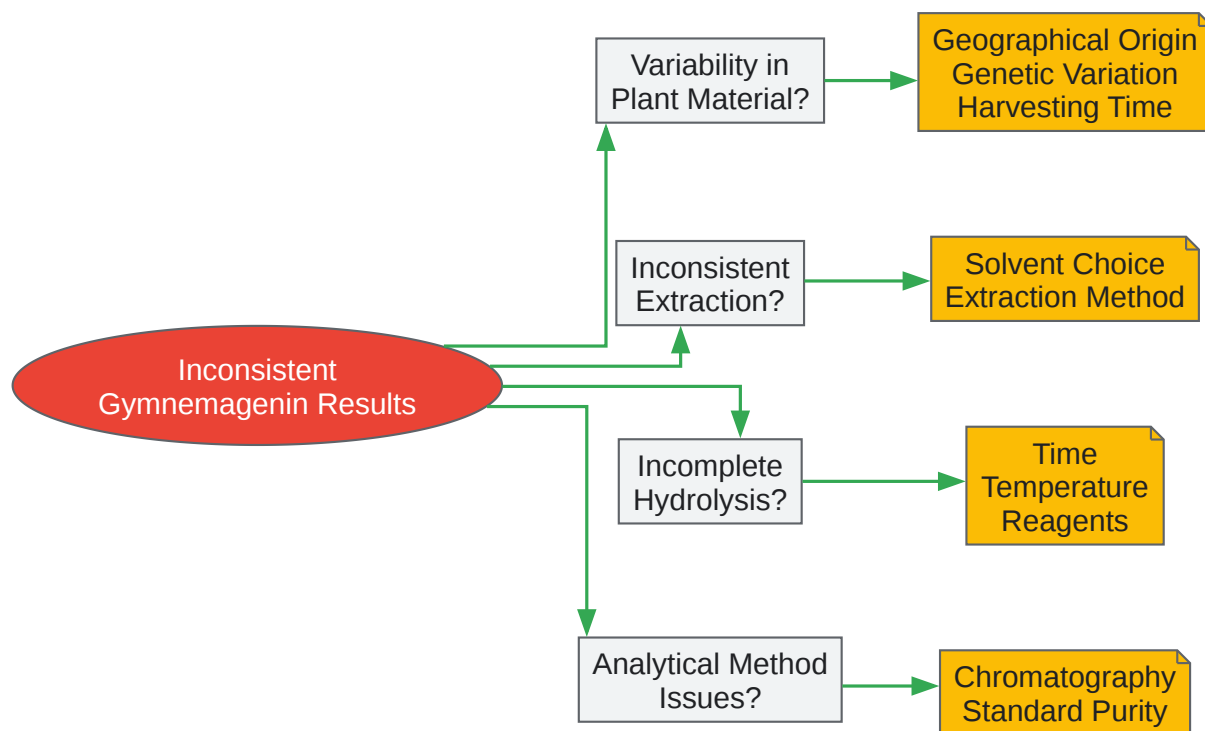 Variability in
Plant Material?
Geographical Origin
Genetic Variation
Harvesting Time
Inconsistent
Extraction?
Solvent Choice
Extraction Method
Inconsistent
Gymnemagenin Results
Incomplete
Hydrolysis?
Time
Temperature
Reagents
Analytical Method
Issues?
Chromatography
Standard Purity